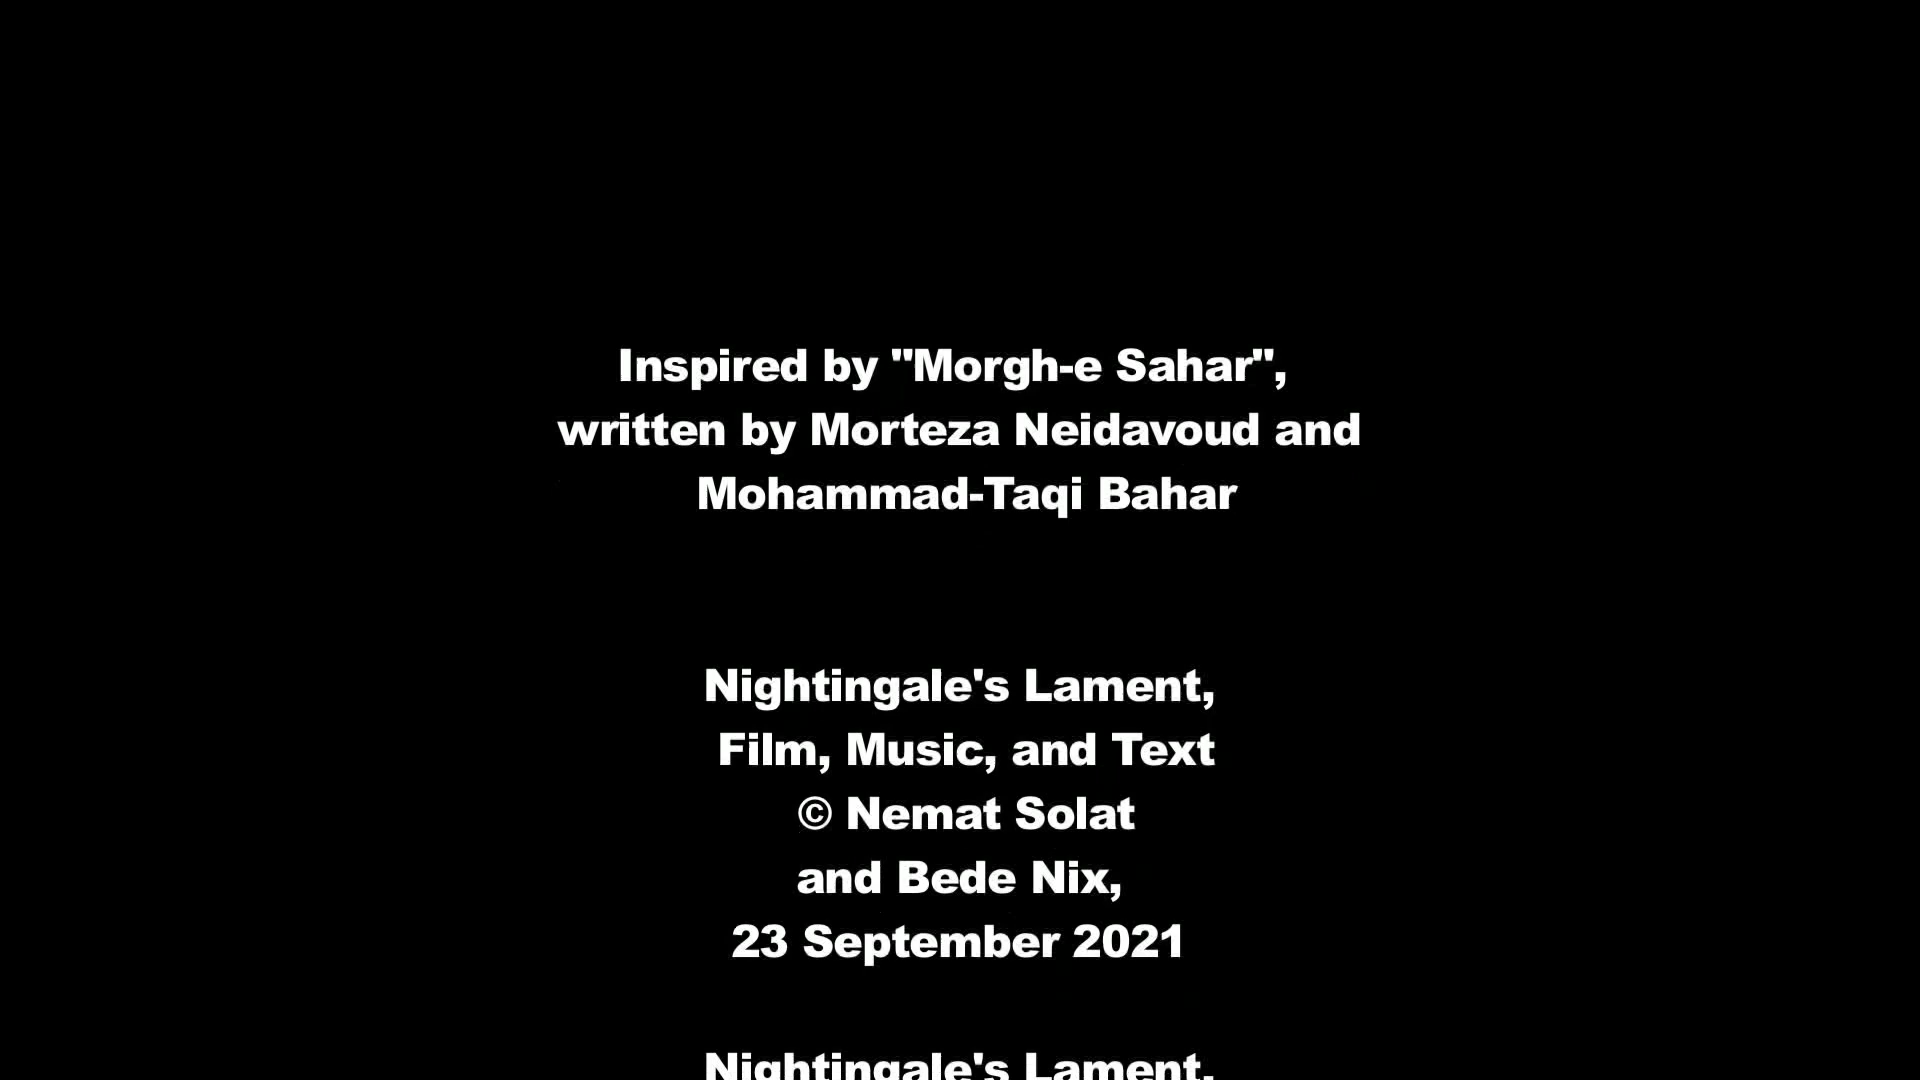 Inspired by "Morgh-e Sahar",
written by Morteza Neidavoud and
Mohammad-Taqi Bahar
Nightingale's Lament,
Film, Music, and Text
© Nemat Solat
and Bede Nix,
23 September 2021
Nightingale's Lament,